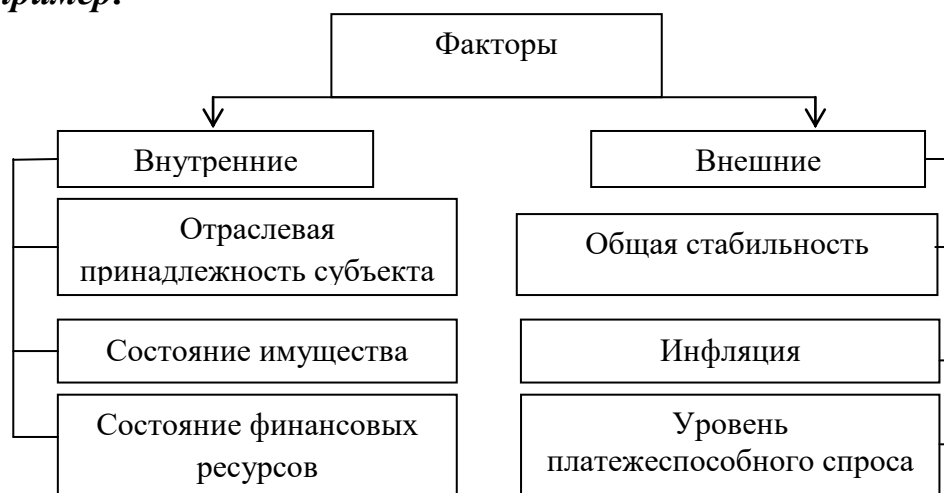 пример:
Факторы
Внутренние
Внешние
Отраслевая
принадлежность субъекта
Общая стабильность
Состояние имущества
Инфляция
Состояние финансовых
ресурсов
Уровень
платежеспособного спроса